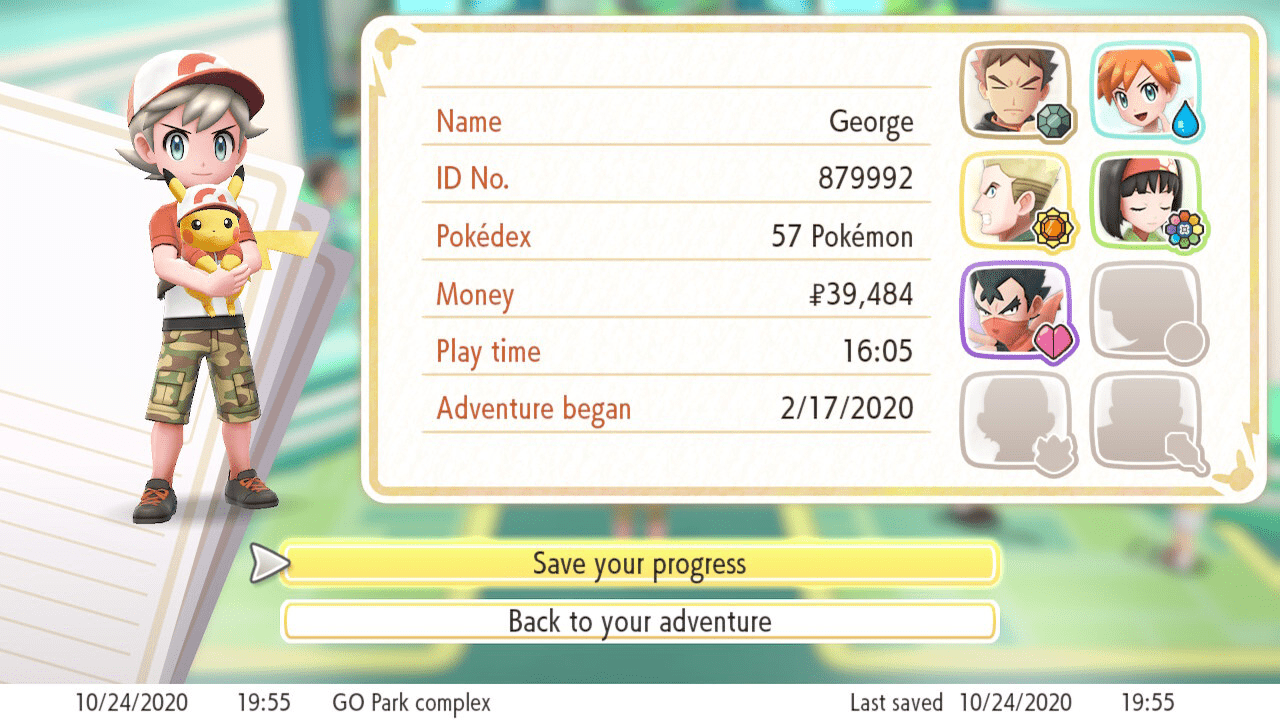 Name George
ID No. 879992
Pokédex 57 Pokémon
Money ₽39,484
Play time 16:05
Adventure began 2/17/2020
Save your progress
Back to your adventure
10/24/2020 19:55 GO Park complex Last saved 10/24/2020 19:55